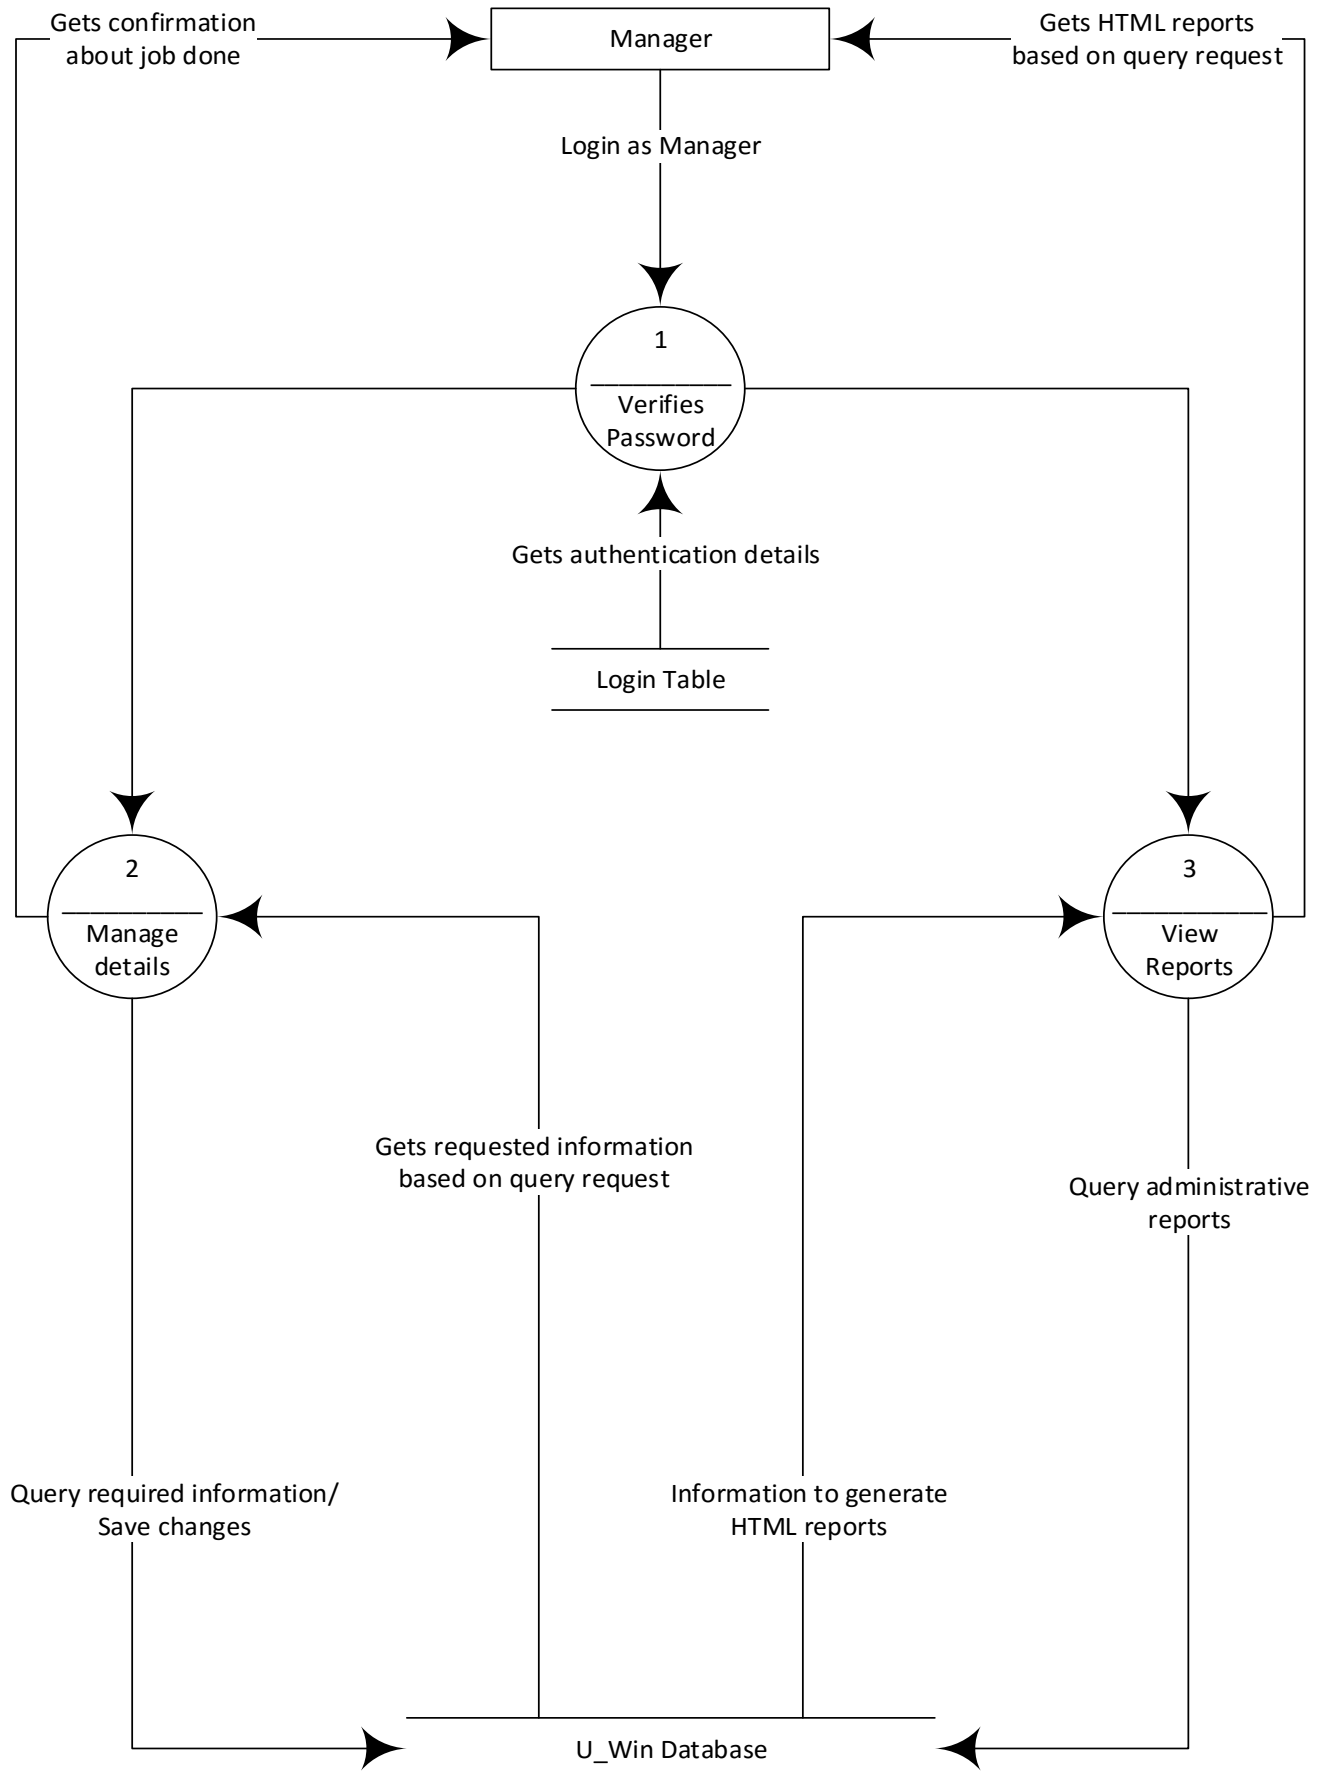 Gets confirmation
about job done
Manager
Gets HTML reports
based on query request
Login as Manager
1
Verifies
Password
Gets authentication details
Login Table
2
Manage
details
3
View
Reports
Gets requested information
based on query request
Query administrative
reports
Query required information/
Save changes
Information to generate
HTML reports
U_Win Database